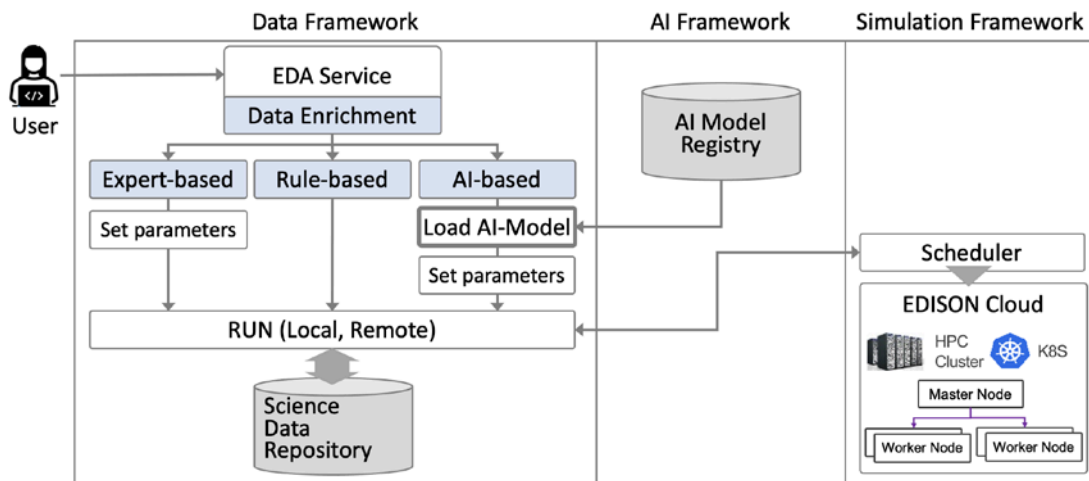 Data Framework
AI Framework
Simulation Framework
User
EDA Service
Data Enrichment
Expert-based
Rule-based
AI-based
Set parameters
Load AI-Model
Set parameters
RUN (Local, Remote)
Science
Data
Repository
AI Model
Registry
Scheduler
EDISON Cloud
HPC
Cluster
K8S
Master Node
Worker Node
Worker Node